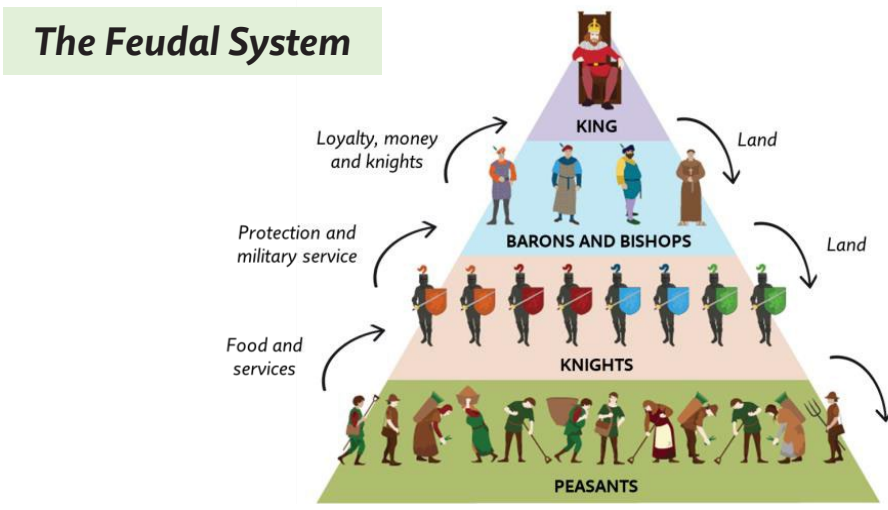 The Feudal System
KING
Loyalty, money
and knights
Land
BARONS AND BISHOPS
Protection and
military service
Land
KNIGHTS
Food and
services
PEASANTS